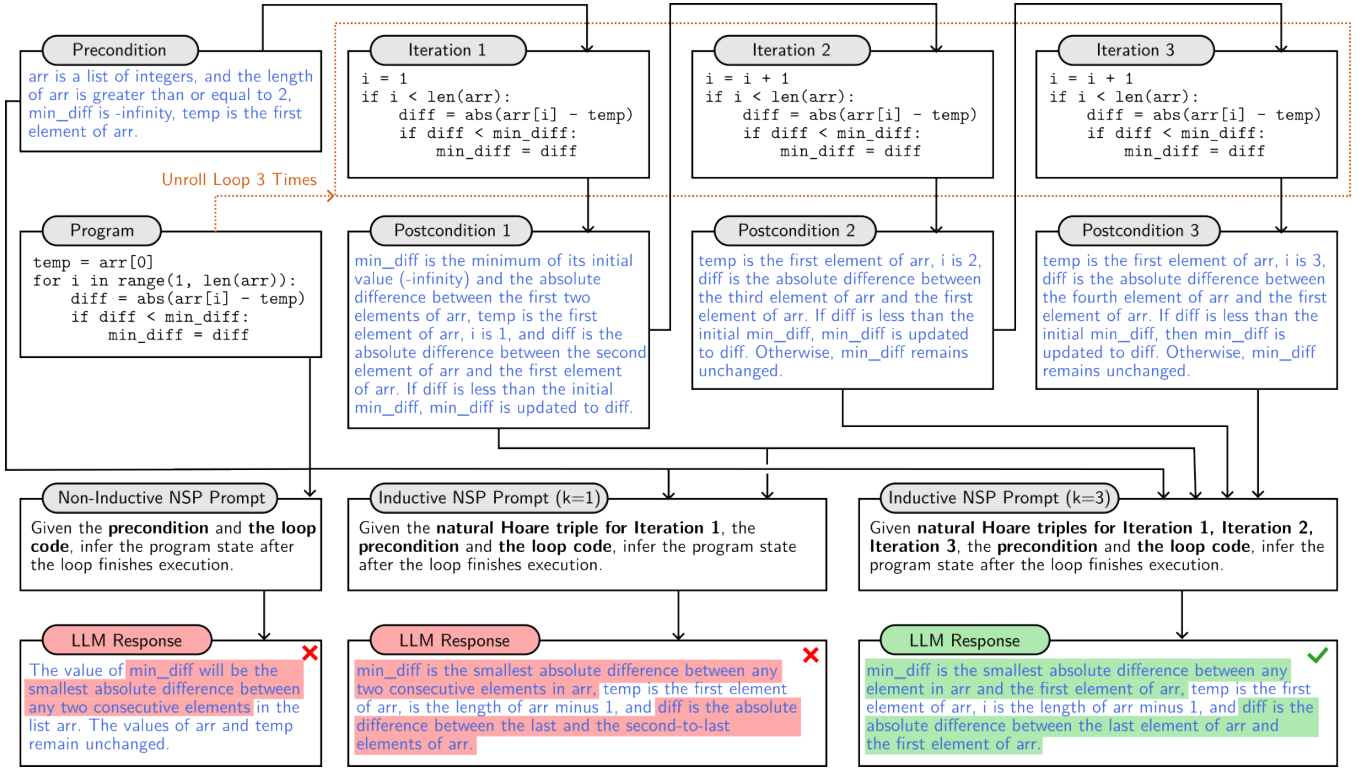 Precondition
arr is a list of integers, and the length
of arr is greater than or equal to 2,
min_diff is -infinity, temp is the first
element of arr.
Iteration 1
i = 1
if i < len(arr):
    diff = abs(arr[i] - temp)
    if diff < min_diff:
        min_diff = diff
Iteration 2
i = i + 1
if i < len(arr):
    diff = abs(arr[i] - temp)
    if diff < min_diff:
        min_diff = diff
Iteration 3
i = i + 1
if i < len(arr):
    diff = abs(arr[i] - temp)
    if diff < min_diff:
        min_diff = diff
Unroll Loop 3 Times
Program
temp = arr[0]
for i in range(1, len(arr)):
    diff = abs(arr[i] - temp)
    if diff < min_diff:
        min_diff = diff
Postcondition 1
min_diff is the minimum of its initial
value (-infinity) and the absolute
difference between the first two
elements of arr, temp is the first
element of arr, i is 1, and diff is the
absolute difference between the second
element of arr and the first element
of arr. If diff is less than the initial
min_diff, min_diff is updated to diff.
Postcondition 2
temp is the first element of arr, i is 2,
diff is the absolute difference between
the third element of arr and the first
element of arr. If diff is less than the
initial min_diff, min_diff is updated
to diff. Otherwise, min_diff remains
unchanged.
Postcondition 3
temp is the first element of arr, i is 3,
diff is the absolute difference between
the fourth element of arr and the first
element of arr. If diff is less than the
initial min_diff, then min_diff is
updated to diff. Otherwise, min_diff
remains unchanged.
Non-Inductive NSP Prompt
Given the precondition and the loop
code, infer the program state after
the loop finishes execution.
Inductive NSP Prompt (k=1)
Given the natural Hoare triple for Iteration 1, the
precondition and the loop code, infer the program state
after the loop finishes execution.
Inductive NSP Prompt (k=3)
Given natural Hoare triples for Iteration 1, Iteration 2,
Iteration 3, the precondition and the loop code, infer the
program state after the loop finishes execution.
LLM Response
The value of min_diff will be the
smallest absolute difference between
any two consecutive elements in the
list arr. The values of arr and temp
remain unchanged.
LLM Response
min_diff is the smallest absolute difference between any
two consecutive elements in arr, temp is the first element
of arr, is the length of arr minus 1, and diff is the absolute
difference between the last and the second-to-last
elements of arr.
LLM Response
min_diff is the smallest absolute difference between any
element in arr and the first element of arr, temp is the first
element of arr, i is the length of arr minus 1, and diff is the
absolute difference between the last element of arr and
the first element of arr.